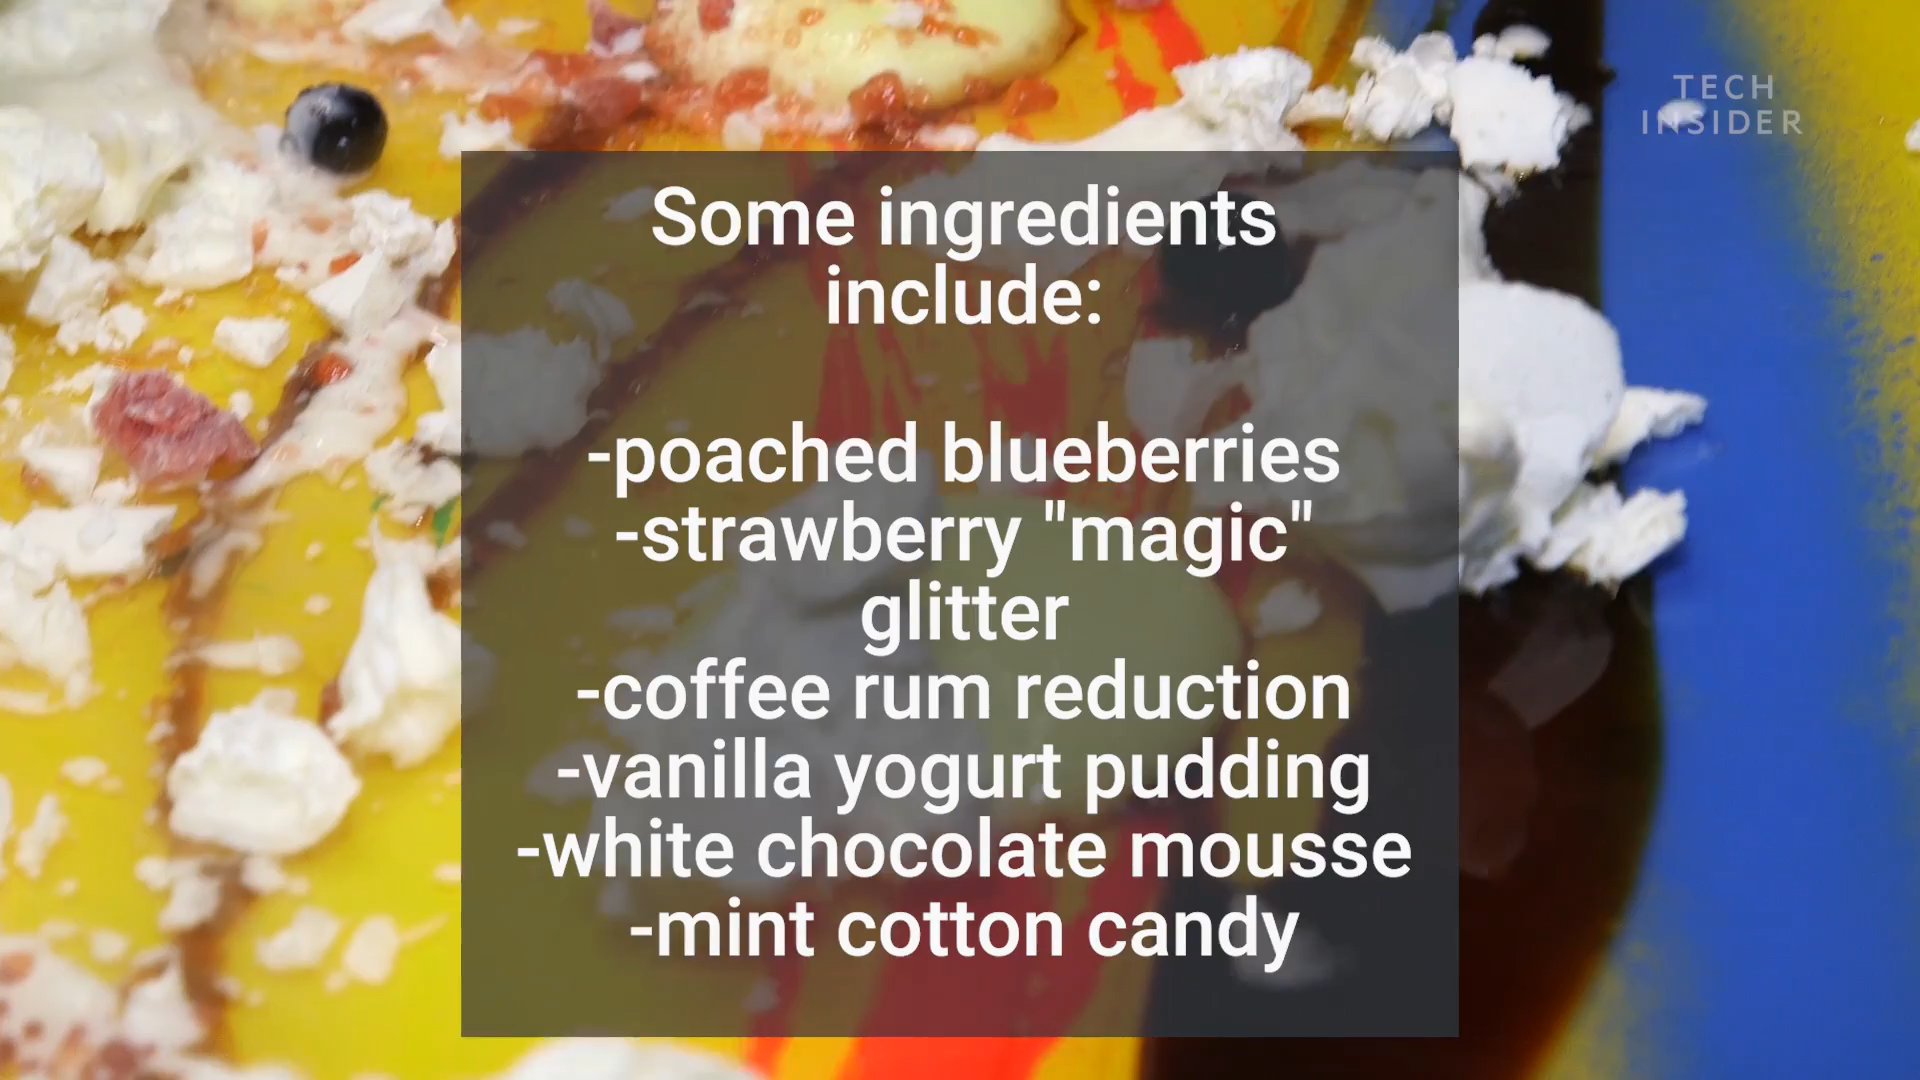 TECH
INSIDER
Some ingredients
include:
-poached blueberries
-strawberry "magic"
glitter
-coffee rum reduction
-vanilla yogurt pudding
-white chocolate mousse
-mint cotton candy